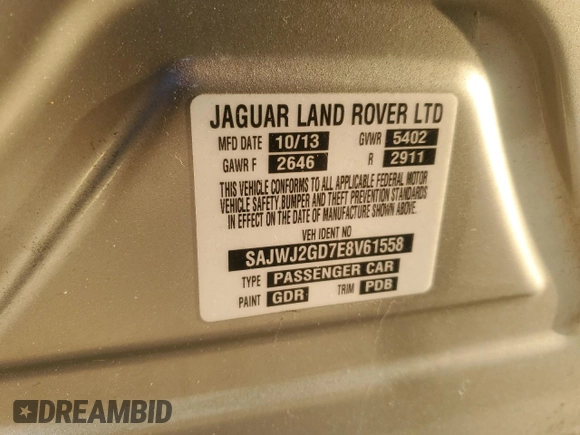 JAGUAR LAND ROVER LTD
MFD DATE 10/13 GVWR 5402
GAWR F 2646 R 2911
THIS VEHICLE CONFORMS TO ALL APPLICABLE FEDERAL MOTOR
VEHICLE SAFETY,BUMPER AND THEFT PREVENTION STANDARDS
IN EFFECT ON THE DATE OF MANUFACTURE SHOWN ABOVE.
VEH IDENT NO
SAJWJ2GD7E8V61558
TYPE PASSENGER CAR
PAINT GDR TRIM PDB
DREAMBID